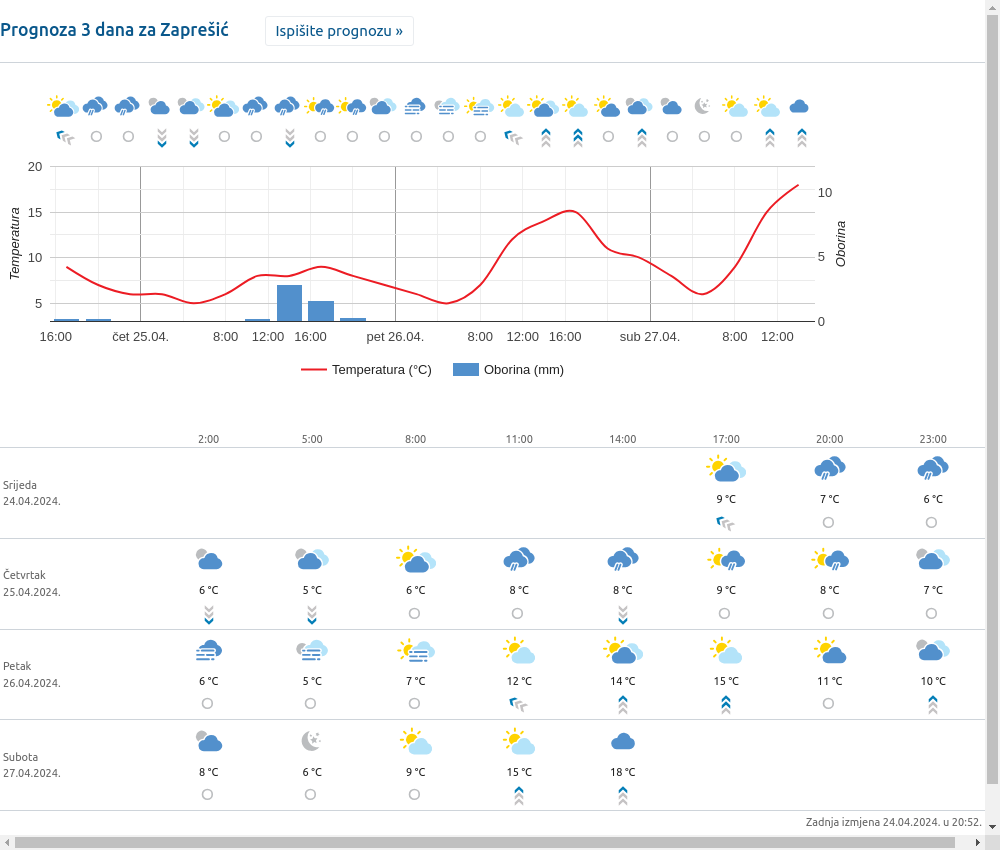 Prognoza 3 dana za Zaprešić
Ispišite prognozu »
20
15
10
5
Temperatura
10
5
0
Oborina
16:00 čet 25.04. 8:00 12:00 16:00 pet 26.04. 8:00 12:00 16:00 sub 27.04. 8:00 12:00
Temperatura (°C) Oborina (mm)
2:00 5:00 8:00 11:00 14:00 17:00 20:00 23:00
Srijeda
24.04.2024.
9 °C 7 °C 6 °C
Četvrtak
25.04.2024.
6 °C 5 °C 6 °C 8 °C 8 °C 9 °C 8 °C 7 °C
Petak
26.04.2024.
6 °C 5 °C 7 °C 12 °C 14 °C 15 °C 11 °C 10 °C
Subota
27.04.2024.
8 °C 6 °C 9 °C 15 °C 18 °C
Zadnja izmjena 24.04.2024. u 20:52.